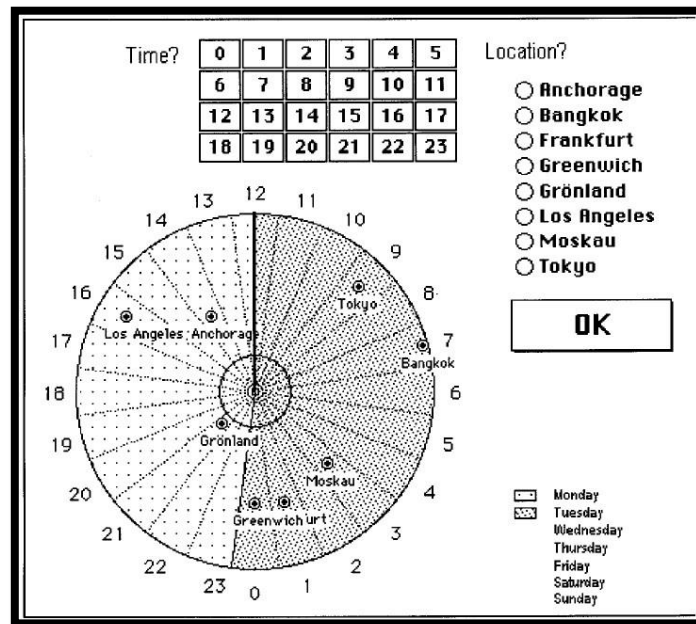 Time?
0 1 2 3 4 5
6 7 8 9 10 11
12 13 14 15 16 17
18 19 20 21 22 23
Location?
Anchorage
Bangkok
Frankfurt
Greenwich
Grönland
Los Angeles
Moskau
Tokyo
OK
12
13 11
14 10
15 9
16 8
17 7
18 6
19 5
20 4
21 3
22 2
23 1
0
Tokyo
Los Angeles Anchorage
Bangkok
Grönland
Moskau
Greenwich urt
Monday
Tuesday
Wednesday
Thursday
Friday
Saturday
Sunday